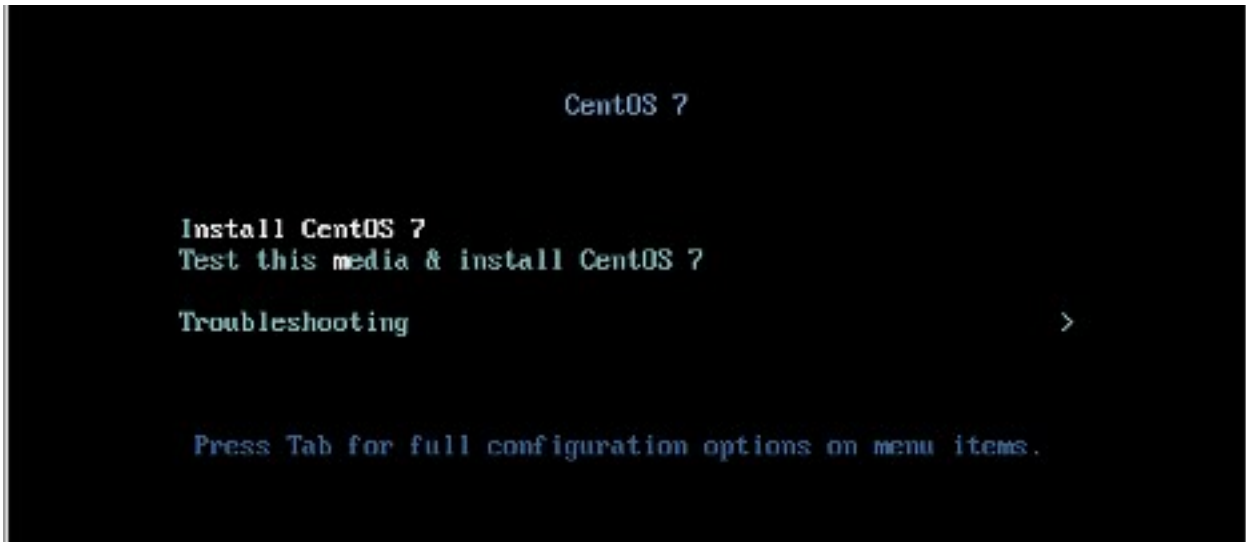 CentOS 7
Install CentOS 7
Test this media & install CentOS 7
Troubleshooting >
Press Tab for full configuration options on menu items.